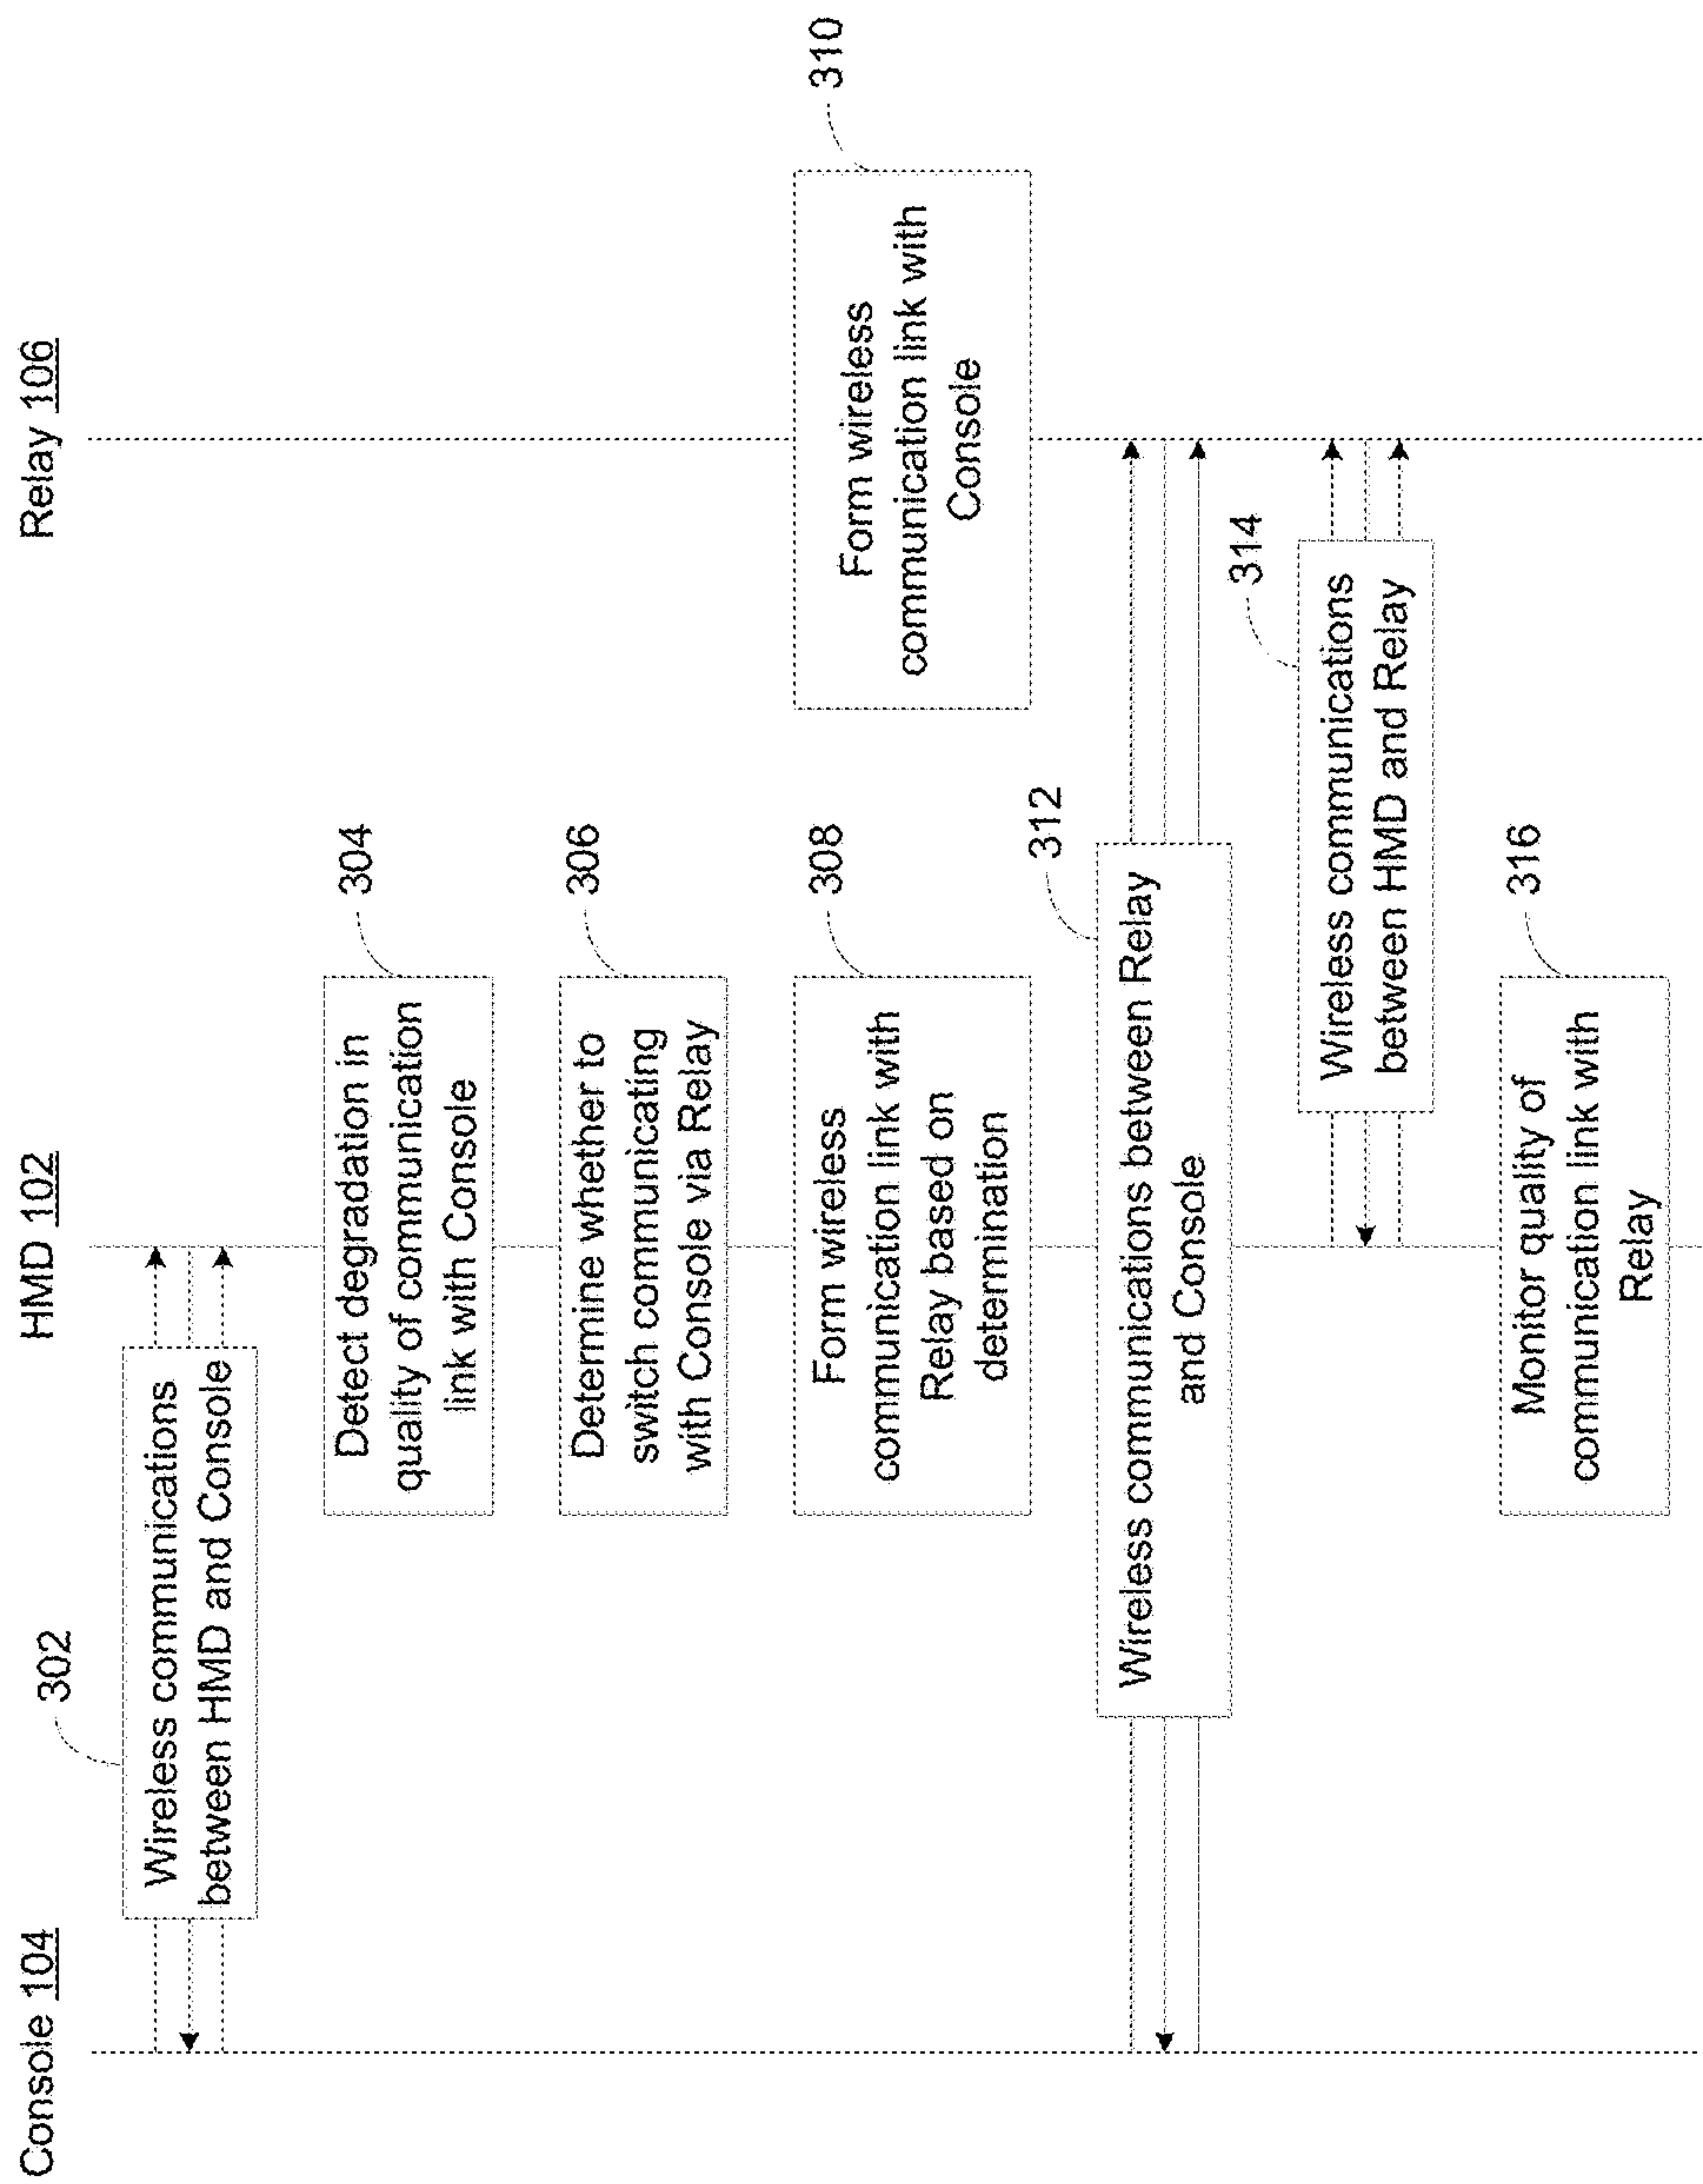 Console 104
HMD 102
Relay 106
302
Wireless communications
between HMD and Console
304
Detect degradation in
quality of communication
link with Console
306
Determine whether to
switch communicating
with Console via Relay
308
Form wireless
communication link with
Relay based on
determination
310
Form wireless
communication link with
Console
312
Wireless communications between Relay
and Console
314
Wireless communications
between HMD and Relay
316
Monitor quality of
communication link with
Relay